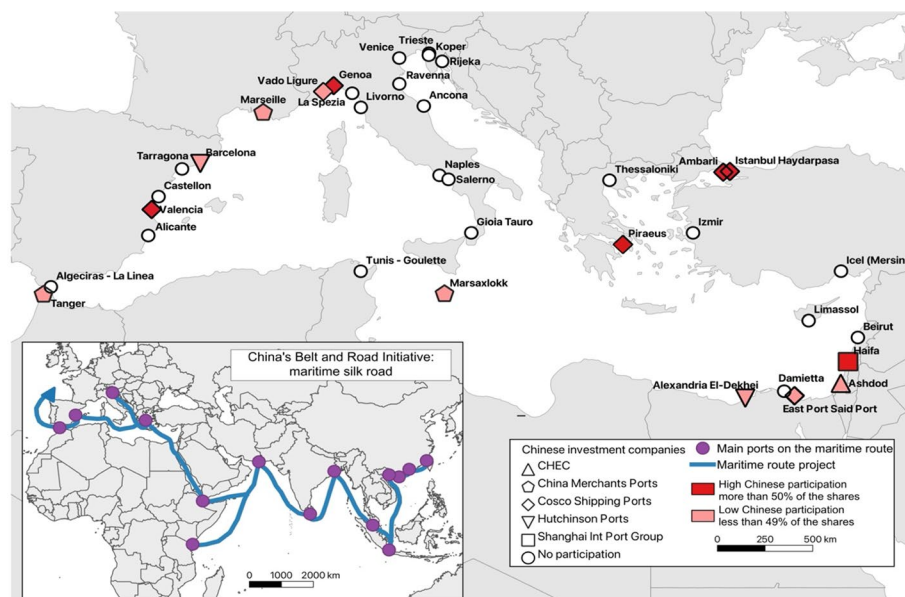 Trieste
Koper
Venice
Rijeka
Vado Ligure
Genoa
Ravenna
La Spezia
Livorno
Ancona
Marseille
Tarragona
Barcelona
Castellon
Valencia
Alicante
Naples
Salerno
Gioia Tauro
Thessaloniki
Ambarli
Istanbul Haydarpasa
Piraeus
Izmir
Algeciras - La Linea
Tanger
Tunis - Goulette
Marsaxlokk
Icel (Mersin
Limassol
Beirut
Haifa
Ashdod
Alexandria El-Dekhei
Damietta
East Port Said Port
China's Belt and Road Initiative:
maritime silk road
0 1000 2000 km
Chinese investment companies
CHEC
China Merchants Ports
Cosco Shipping Ports
Hutchinson Ports
Shanghai Int Port Group
No participation
Main ports on the maritime route
Maritime route project
High Chinese participation
more than 50% of the shares
Low Chinese participation
less than 49% of the shares
0 250 500 km